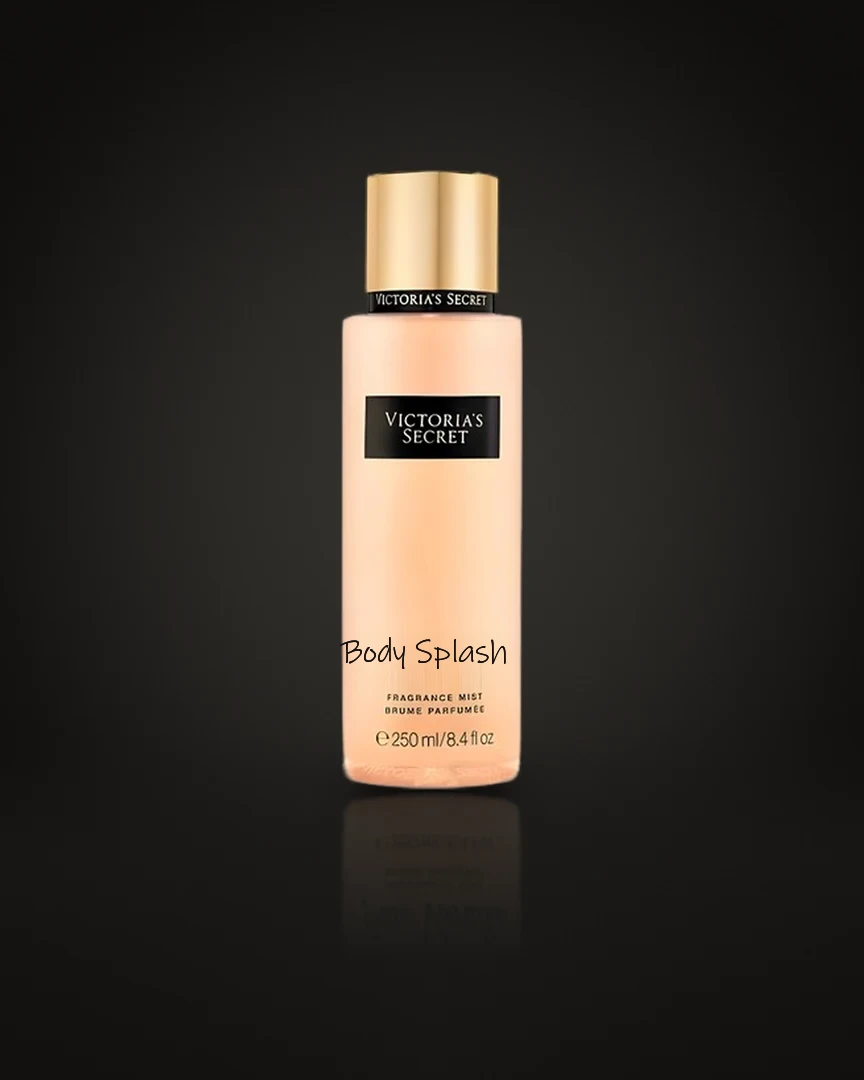 VICTORIA'S SECRET
VICTORIA'S
SECRET
Body Splash
FRAGRANCE MIST
BRUME PARFUMÉE
℮ 250 ml/8.4 fl oz